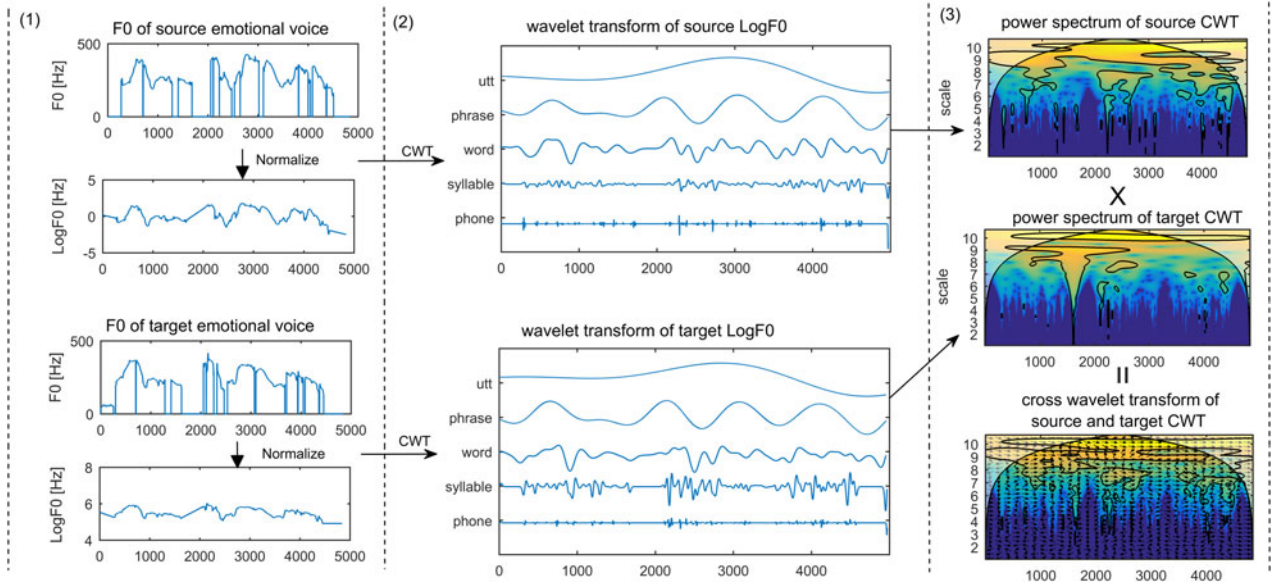 (1)
F0 of source emotional voice
500
F0 [Hz]
0
0 1000 2000 3000 4000 5000
Normalize
5
LogF0
0
-5
0 1000 2000 3000 4000 5000
F0 of target emotional voice
500
F0 [Hz]
0
0 1000 2000 3000 4000 5000
Normalize
8
LogF0
6
4
0 1000 2000 3000 4000 5000
CWT
CWT
(2)
wavelet transform of source LogF0
utt
phrase
word
syllable
phone
0 1000 2000 3000 4000
wavelet transform of target LogF0
utt
phrase
word
syllable
phone
0 1000 2000 3000 4000
(3)
power spectrum of source CWT
scale
10
9
8
7
6
5
4
3
2
1000 2000 3000 4000
X
power spectrum of target CWT
scale
10
9
8
7
6
5
4
3
2
1000 2000 3000 4000
=
cross wavelet transform of
source and target CWT
10
9
8
7
6
5
4
3
2
1000 2000 3000 4000